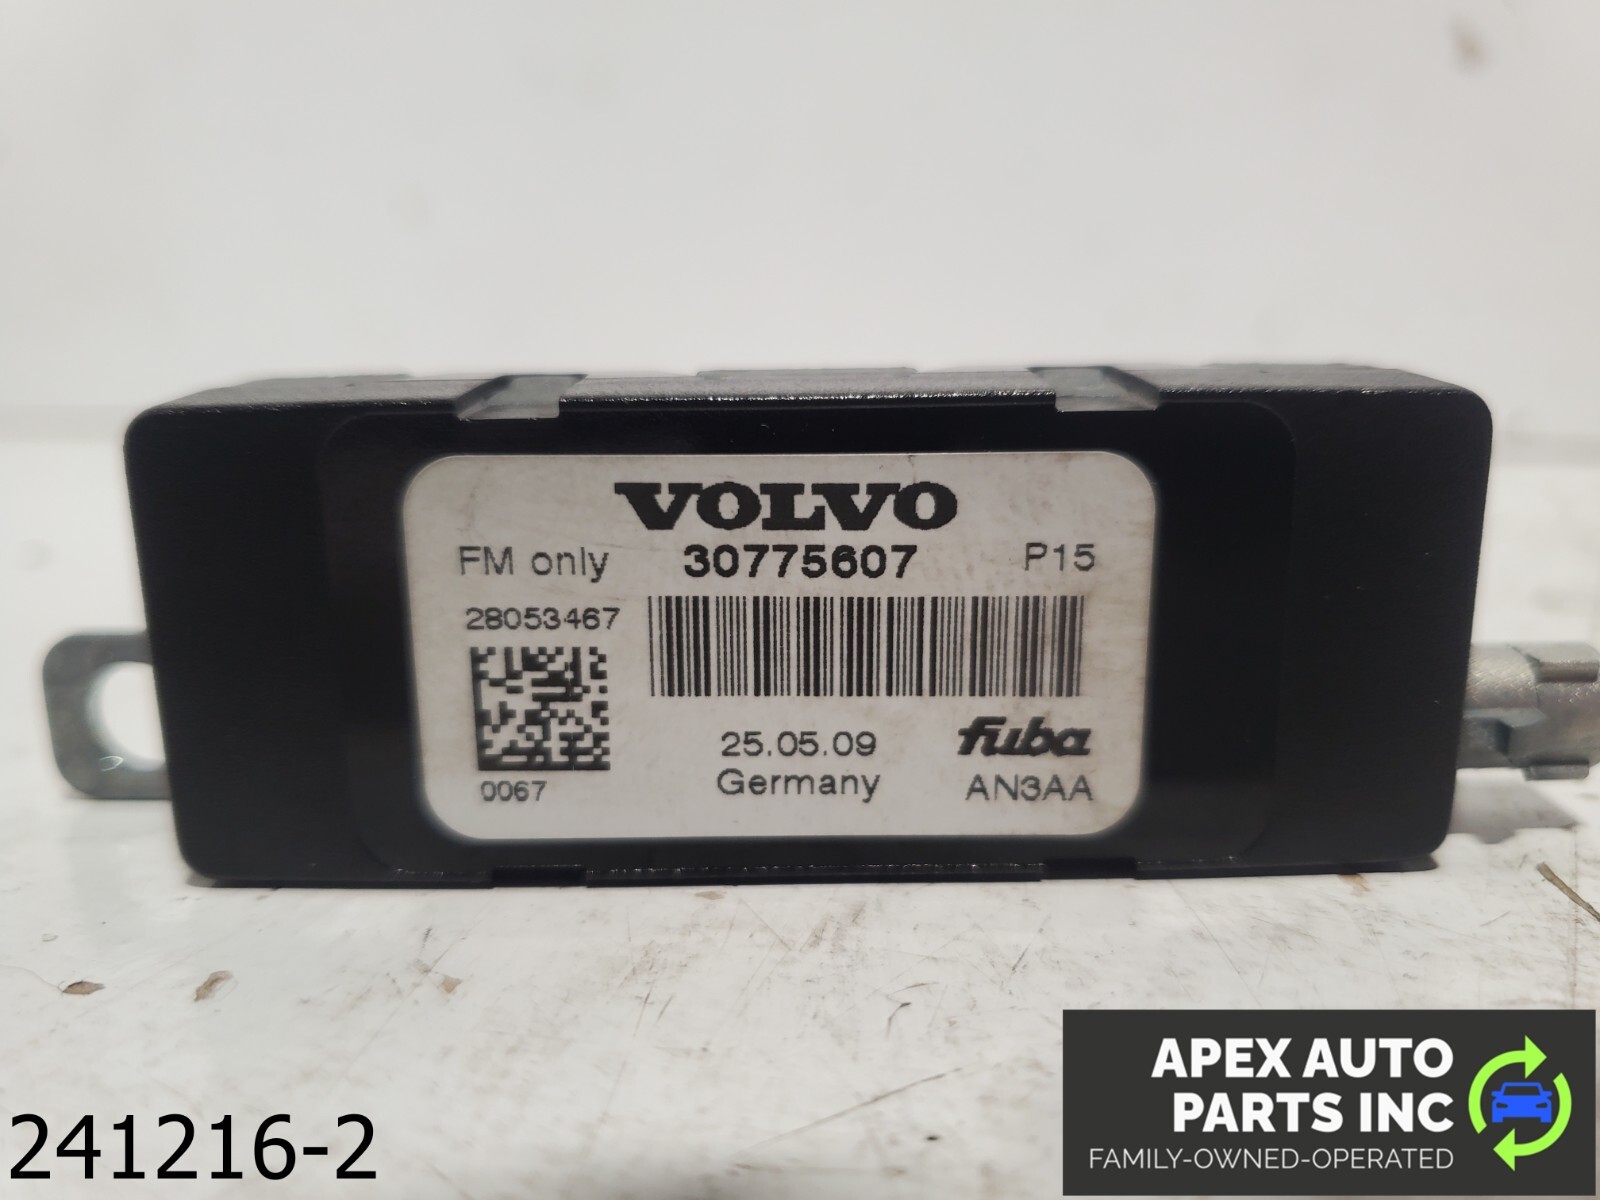 VOLVO
FM only 30775607 P15
28053467
0067
25.05.09
Germany
fuba
AN3AA
241216-2
APEX AUTO
PARTS INC
FAMILY-OWNED-OPERATED